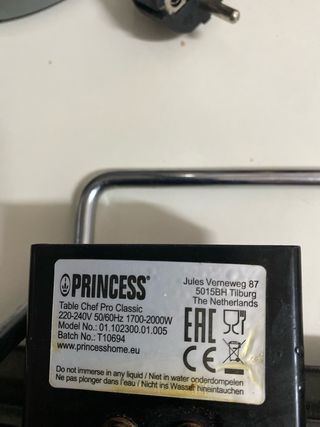 PRINCESS®
Table Chef Pro Classic
220-240V 50/60Hz 1700-2000W
Model No.: 01.102300.01.005
Batch No.: T10694
www.princesshome.eu
Jules Verneweg 87
5015BH Tilburg
The Netherlands
EAC
CE
Do not immerse in any liquid / Niet in water onderdompelen
Ne pas plonger dans l'eau / Nicht ins Wasser hineintauchen